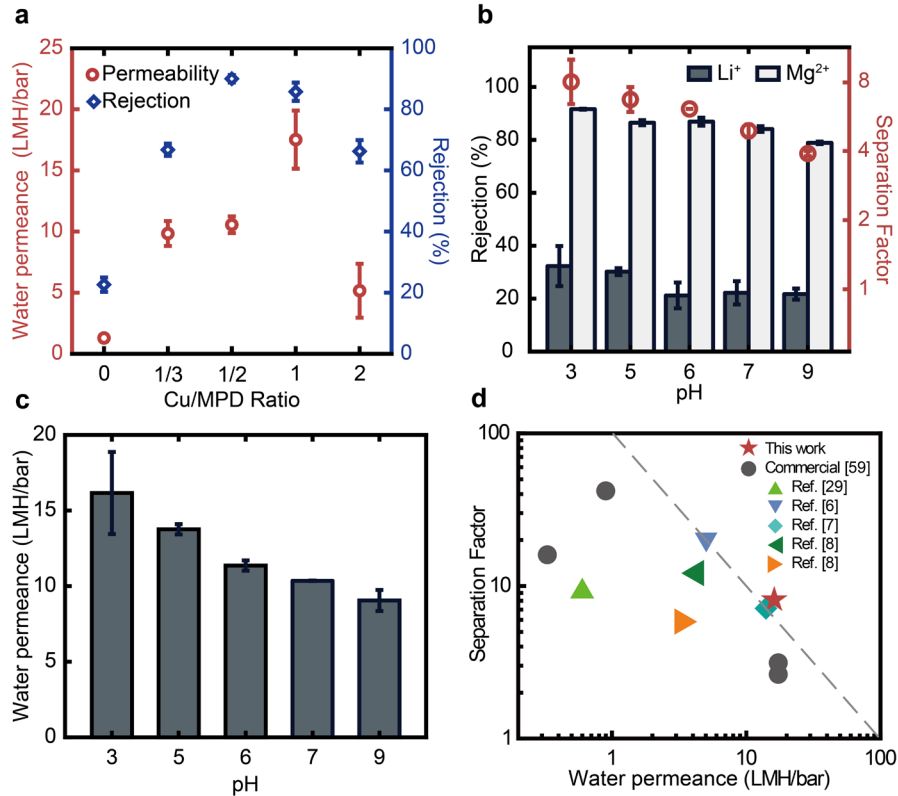 a
25
20
15
10
5
0
Water permeance (LMH/bar)
Permeability
Rejection
100
80
60
40
20
0
Rejection (%)
0 1/3 1/2 1 2
Cu/MPD Ratio
b
100
80
60
40
20
0
Rejection (%)
Li⁺ Mg²⁺
8
4
2
1
Separation Factor
3 5 6 7 9
pH
c
20
15
10
5
0
Water permeance (LMH/bar)
3 5 6 7 9
pH
d
100
10
1
Separation Factor
This work
Commercial [59]
Ref. [29]
Ref. [6]
Ref. [7]
Ref. [8]
Ref. [8]
1 10 100
Water permeance (LMH/bar)